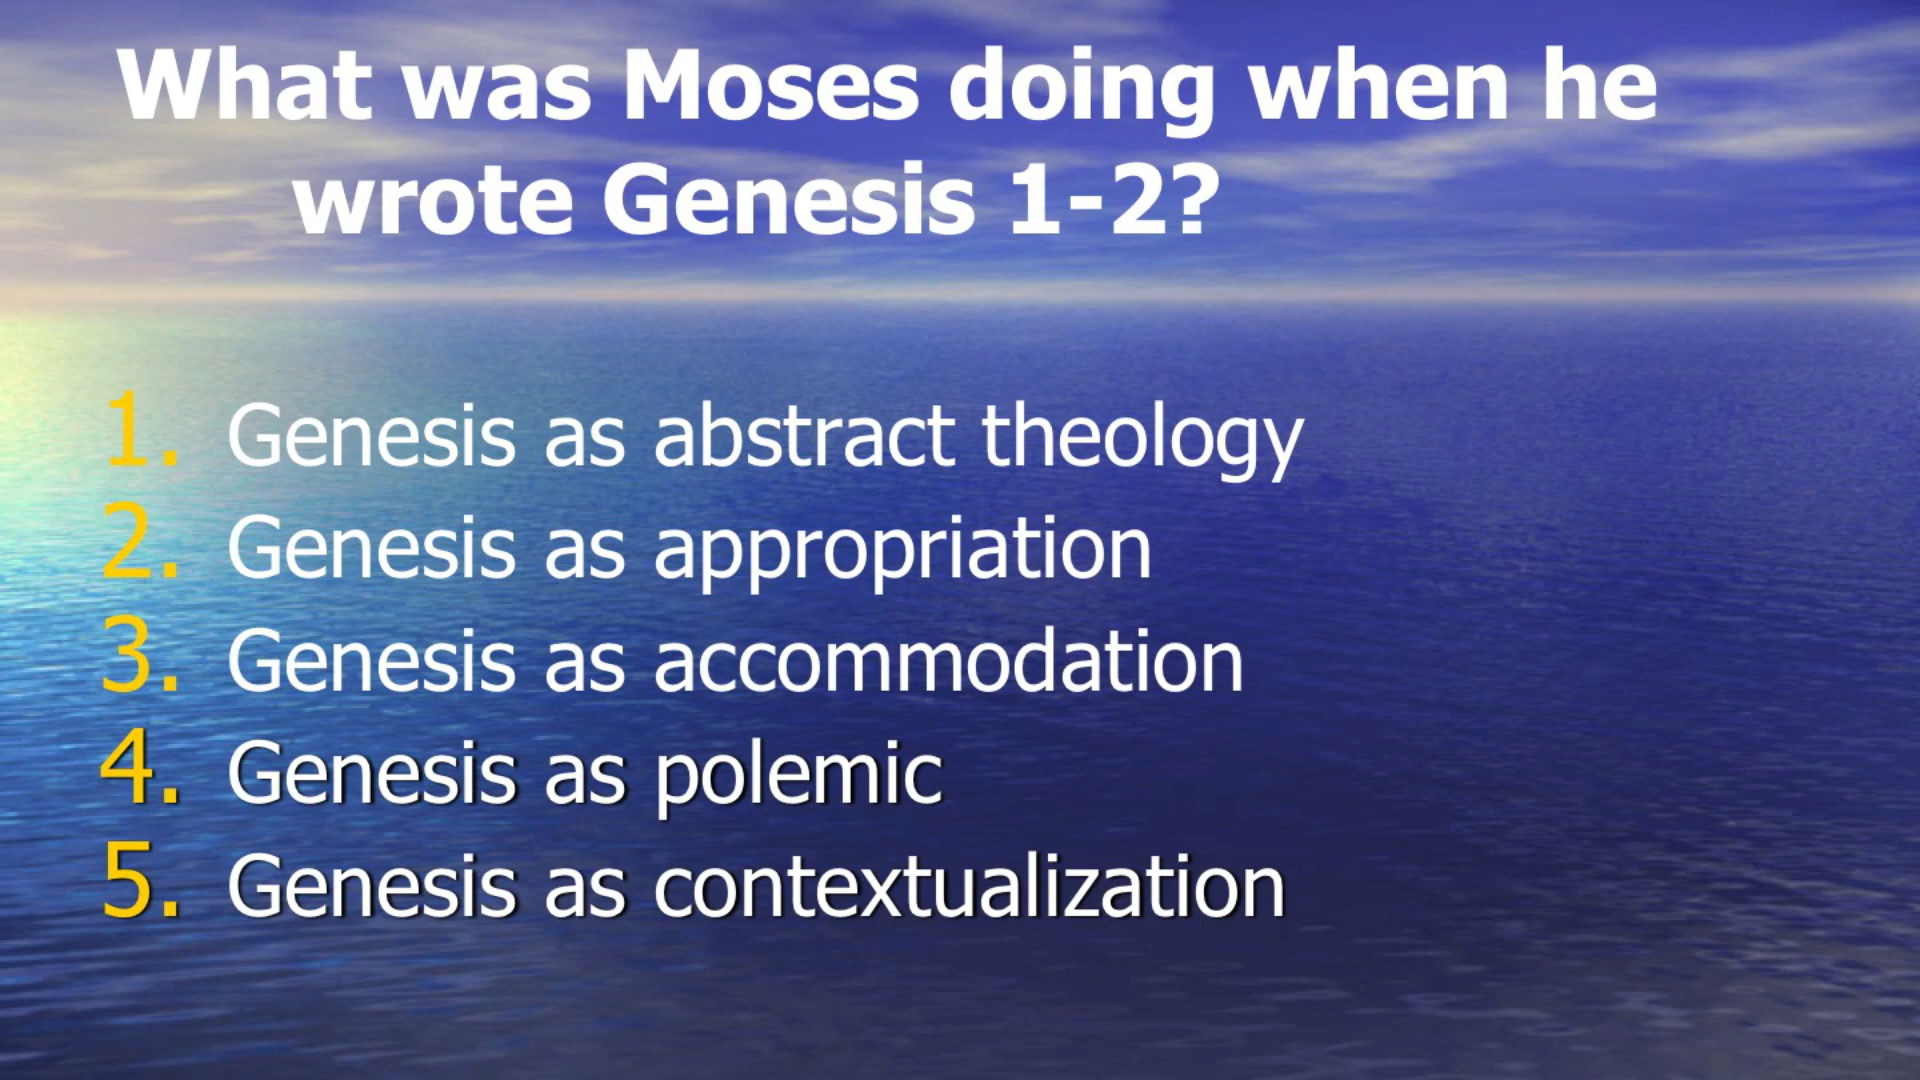 What was Moses doing when he
wrote Genesis 1-2?
1. Genesis as abstract theology
2. Genesis as appropriation
3. Genesis as accommodation
4. Genesis as polemic
5. Genesis as contextualization